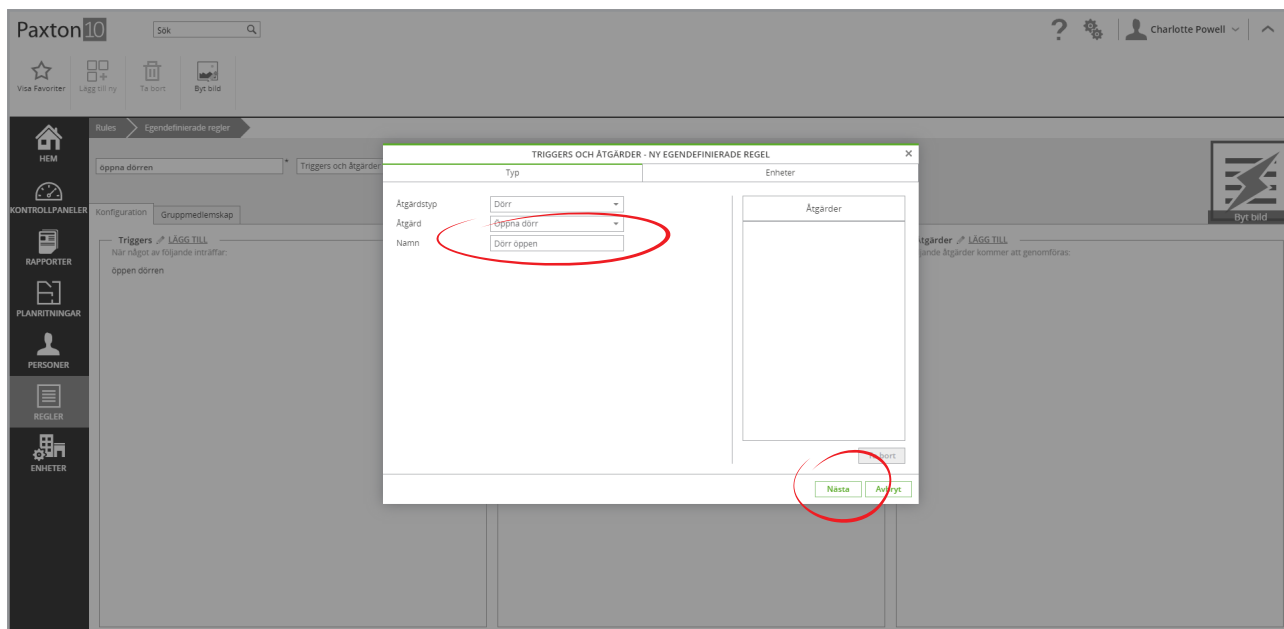 Paxton10
Sök
Charlotte Powell
Visa Favoriter
Lägg till ny
Ta bort
Byt bild
Rules
Egendefinierade regler
HEM
KONTROLLPANELER
RAPPORTER
PLANRITNINGAR
PERSONER
REGLER
ENHETER
öppna dörren
*
Triggers och åtgärder
Byt bild
Konfiguration
Gruppmedlemskap
Triggers LÄGG TILL
När något av följande inträffar:
öppen dörren
TRIGGERS OCH ÅTGÄRDER - NY EGENDEFINIERADE REGEL
Typ
Enheter
Åtgärdstyp
Dörr
Åtgärd
Öppna dörr
Namn
Dörr öppen
Åtgärder
Ta bort
Nästa
Avbryt
Åtgärder LÄGG TILL
jande åtgärder kommer att genomföras: